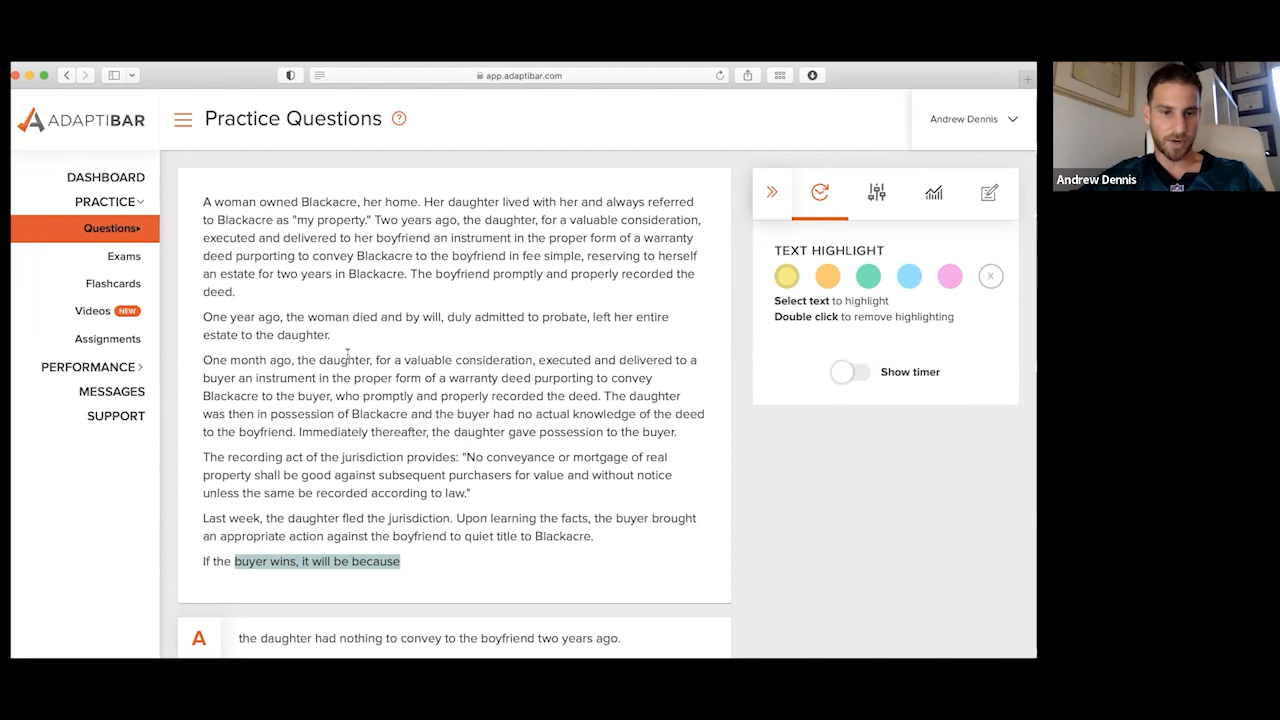 app.adaptibar.com
ADAPTIBAR
Practice Questions ?
Andrew Dennis
Andrew Dennis
DASHBOARD
PRACTICE
Questions
Exams
Flashcards
Videos NEW
Assignments
PERFORMANCE
MESSAGES
SUPPORT
A woman owned Blackacre, her home. Her daughter lived with her and always referred
to Blackacre as "my property." Two years ago, the daughter, for a valuable consideration,
executed and delivered to her boyfriend an instrument in the proper form of a warranty
deed purporting to convey Blackacre to the boyfriend in fee simple, reserving to herself
an estate for two years in Blackacre. The boyfriend promptly and properly recorded the
deed.
One year ago, the woman died and by will, duly admitted to probate, left her entire
estate to the daughter.
One month ago, the daughter, for a valuable consideration, executed and delivered to a
buyer an instrument in the proper form of a warranty deed purporting to convey
Blackacre to the buyer, who promptly and properly recorded the deed. The daughter
was then in possession of Blackacre and the buyer had no actual knowledge of the deed
to the boyfriend. Immediately thereafter, the daughter gave possession to the buyer.
The recording act of the jurisdiction provides: "No conveyance or mortgage of real
property shall be good against subsequent purchasers for value and without notice
unless the same be recorded according to law."
Last week, the daughter fled the jurisdiction. Upon learning the facts, the buyer brought
an appropriate action against the boyfriend to quiet title to Blackacre.
If the buyer wins, it will be because
A the daughter had nothing to convey to the boyfriend two years ago.
TEXT HIGHLIGHT
Select text to highlight
Double click to remove highlighting
Show timer